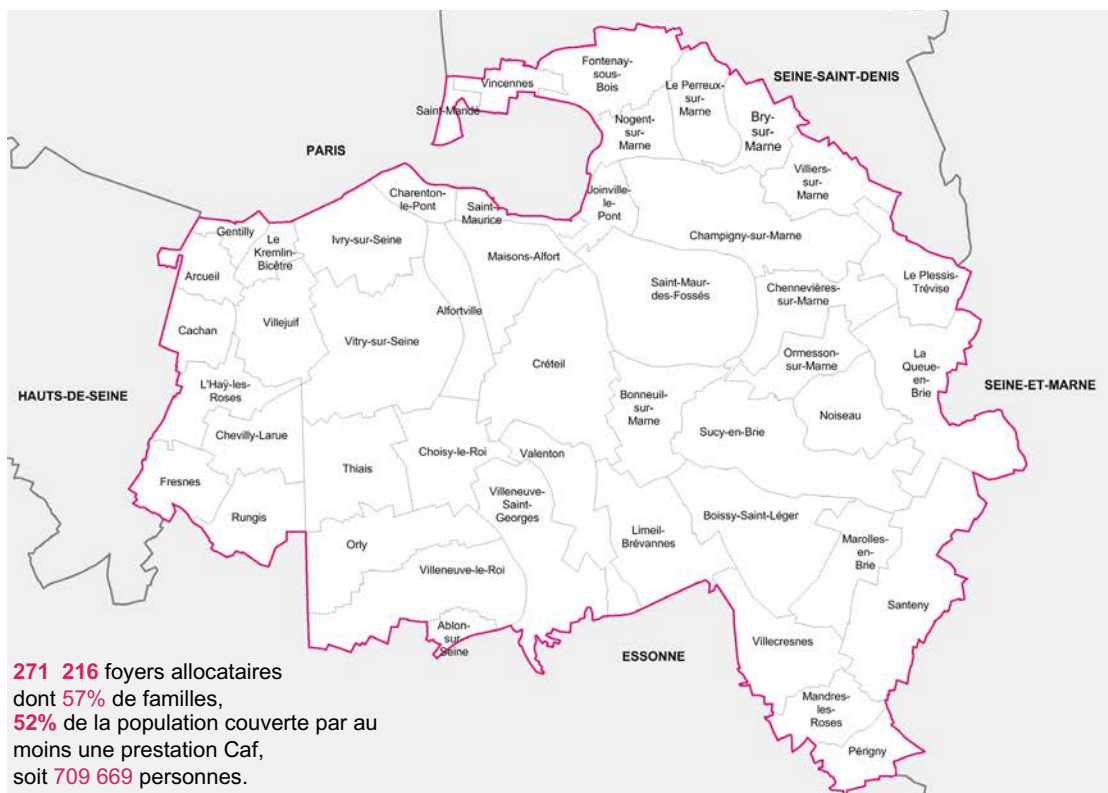 Vincennes
Fontenay-
sous-
Bois
SEINE-SAINT-DENIS
Le Perreux-
sur-
Marne
Saint-Mandé
Nogent-
sur-
Marne
Bry-
sur-
Marne
PARIS
Villiers-
sur-
Marne
Charenton-
le-Pont
Saint-
Maurice
Joinville-
le-
Pont
Gentilly
Le
Kremlin-
Bicêtre
Ivry-sur-Seine
Champigny-sur-Marne
Maisons-Alfort
Arcueil
Saint-Maur-
des-Fossés
Chennevières-
sur-Marne
Le Plessis-
Trévise
Cachan
Villejuif
Alfortville
Vitry-sur-Seine
Ormesson-
sur-Marne
La
Queue-
en-
Brie
Créteil
HAUTS-DE-SEINE
L'Haÿ-les-
Roses
Bonneuil-
sur-
Marne
SEINE-ET-MARNE
Noiseau
Sucy-en-Brie
Chevilly-Larue
Choisy-le-Roi
Valenton
Thiais
Fresnes
Villeneuve-
Saint-
Georges
Rungis
Boissy-Saint-Léger
Limeil-
Brévannes
Orly
Marolles-
en-
Brie
Villeneuve-le-Roi
Santeny
Ablon-
sur-
Seine
Villecresnes
ESSONNE
Mandres-
les-
Roses
Périgny
271 216 foyers allocataires
dont 57% de familles,
52% de la population couverte par au
moins une prestation Caf,
soit 709 669 personnes.